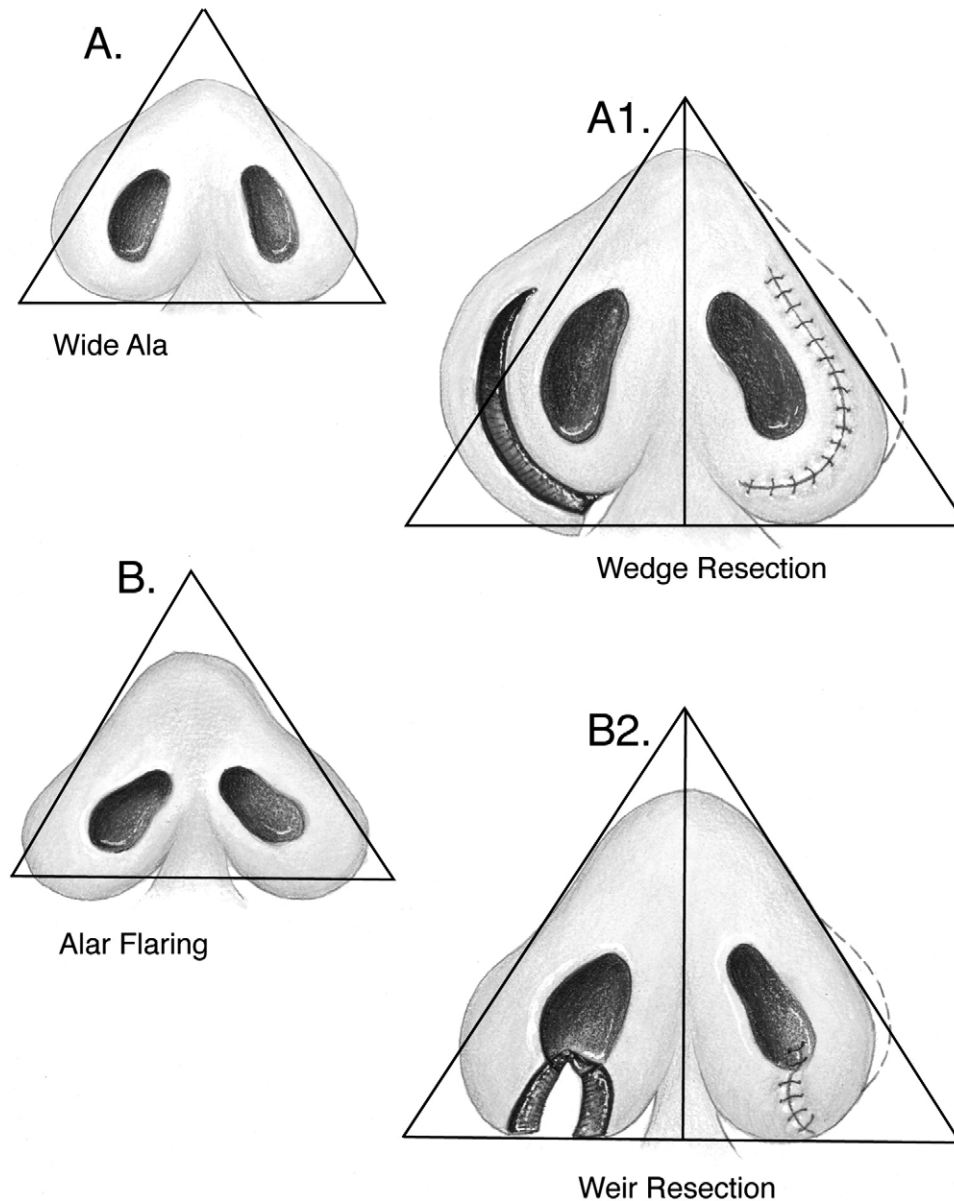 A.
Wide Ala
A1.
Wedge Resection
B.
Alar Flaring
B2.
Weir Resection